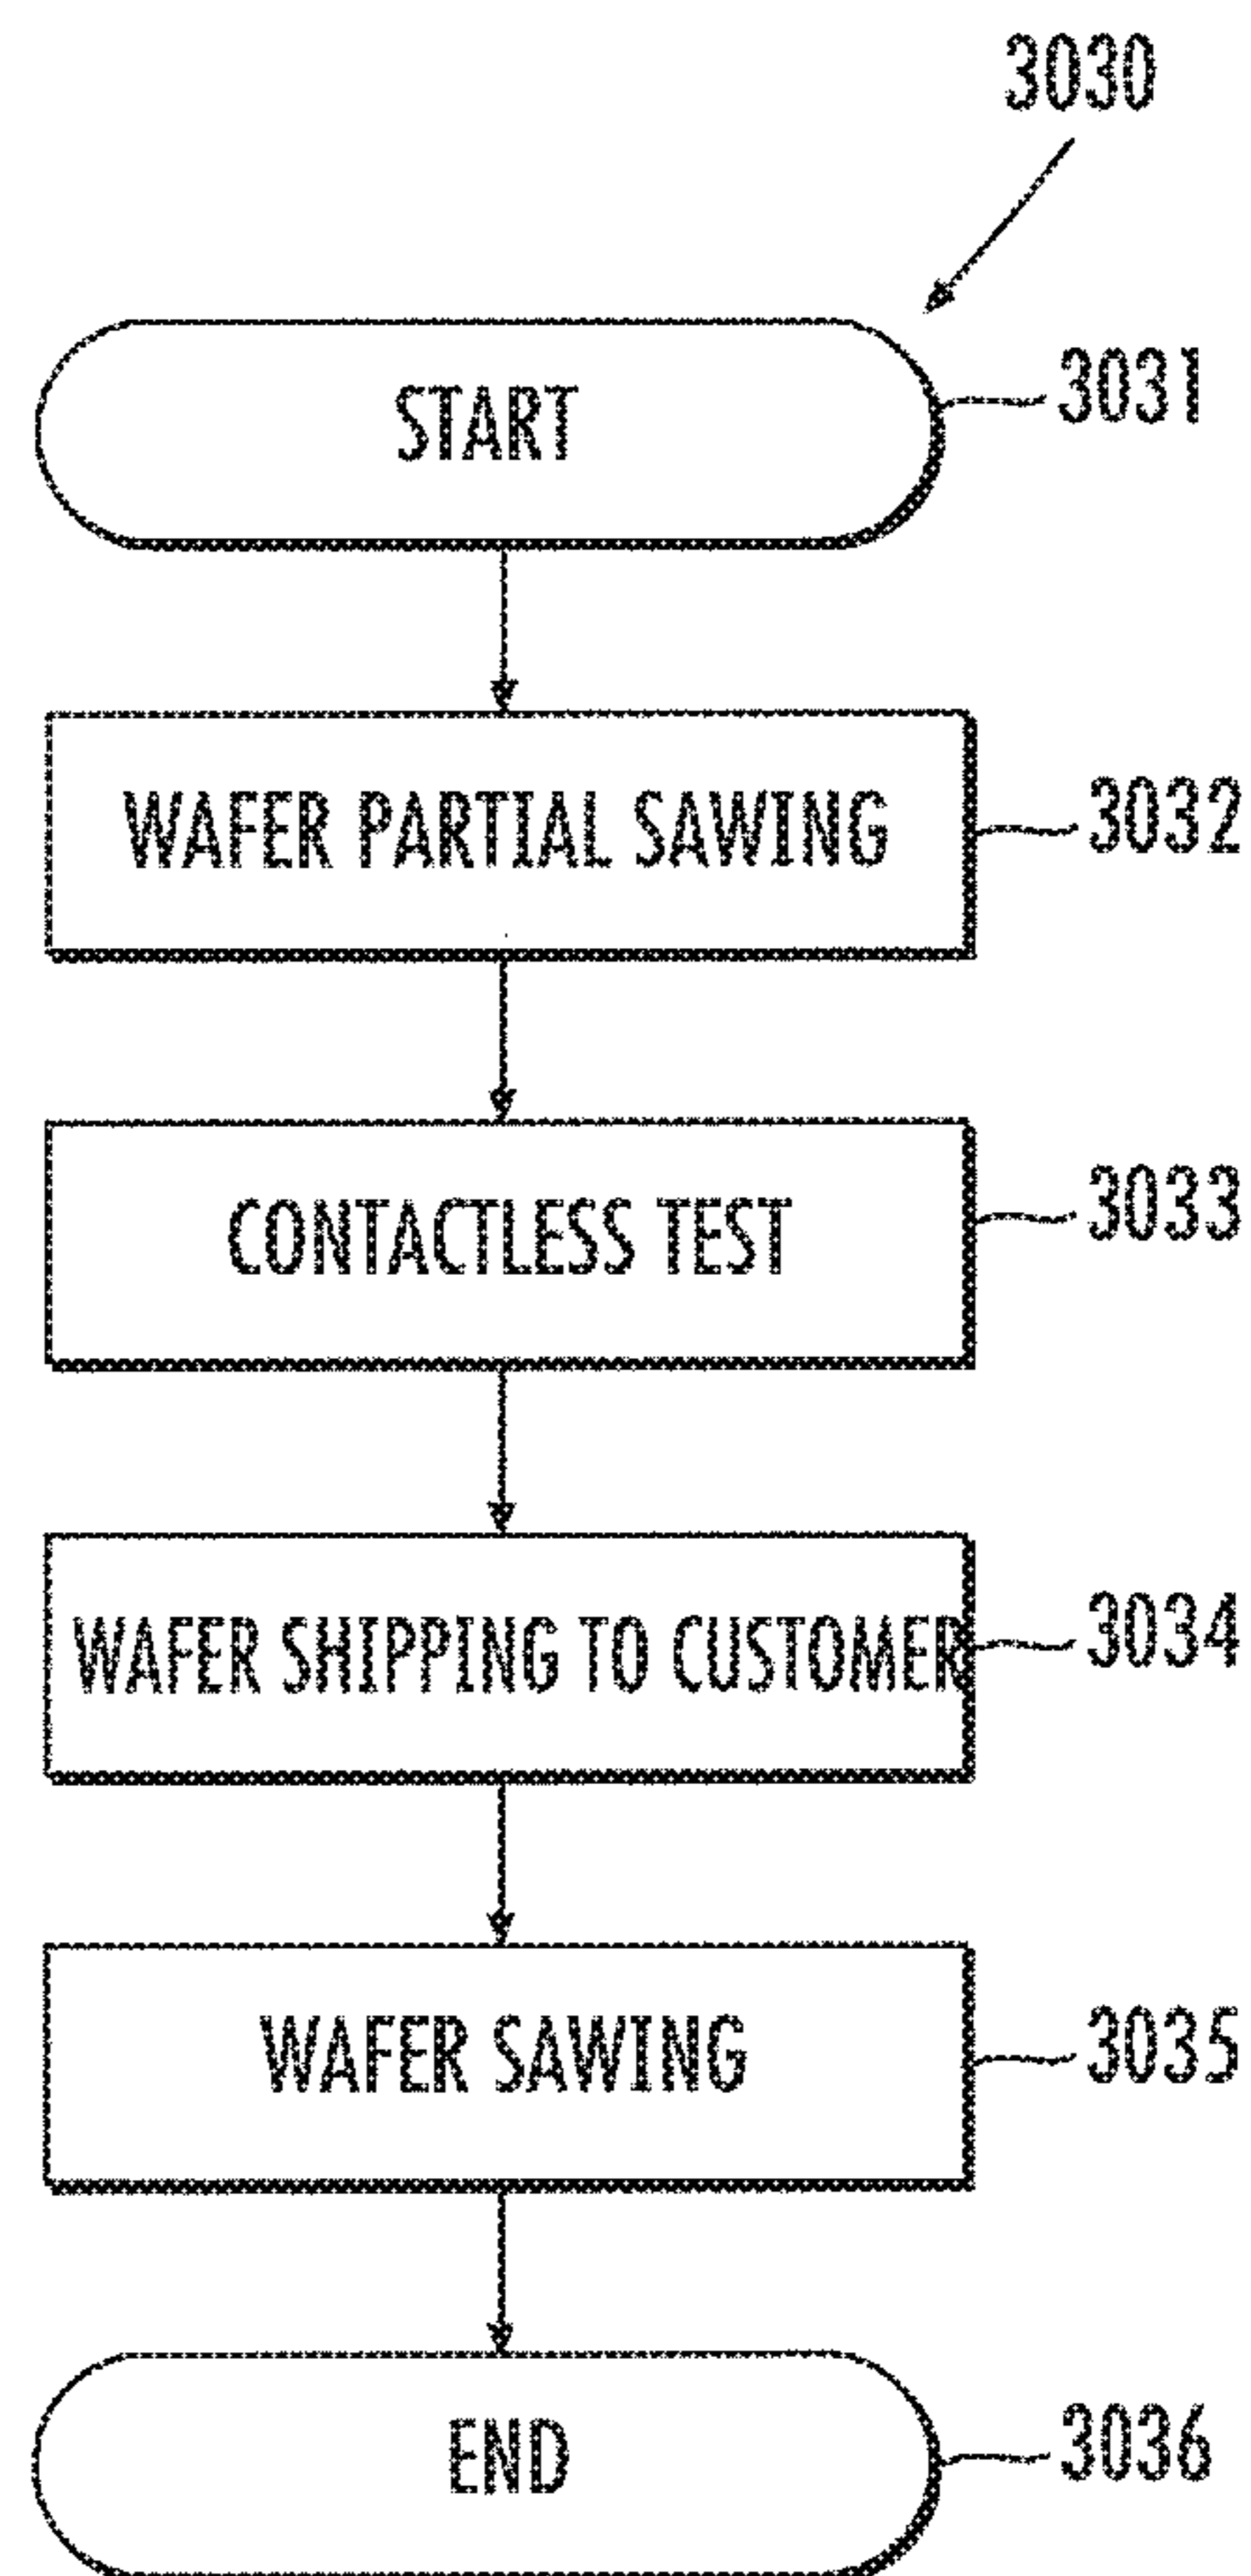 3030
START
3031
WAFER PARTIAL SAWING
3032
CONTACTLESS TEST
3033
WAFER SHIPPING TO CUSTOMER
3034
WAFER SAWING
3035
END
3036